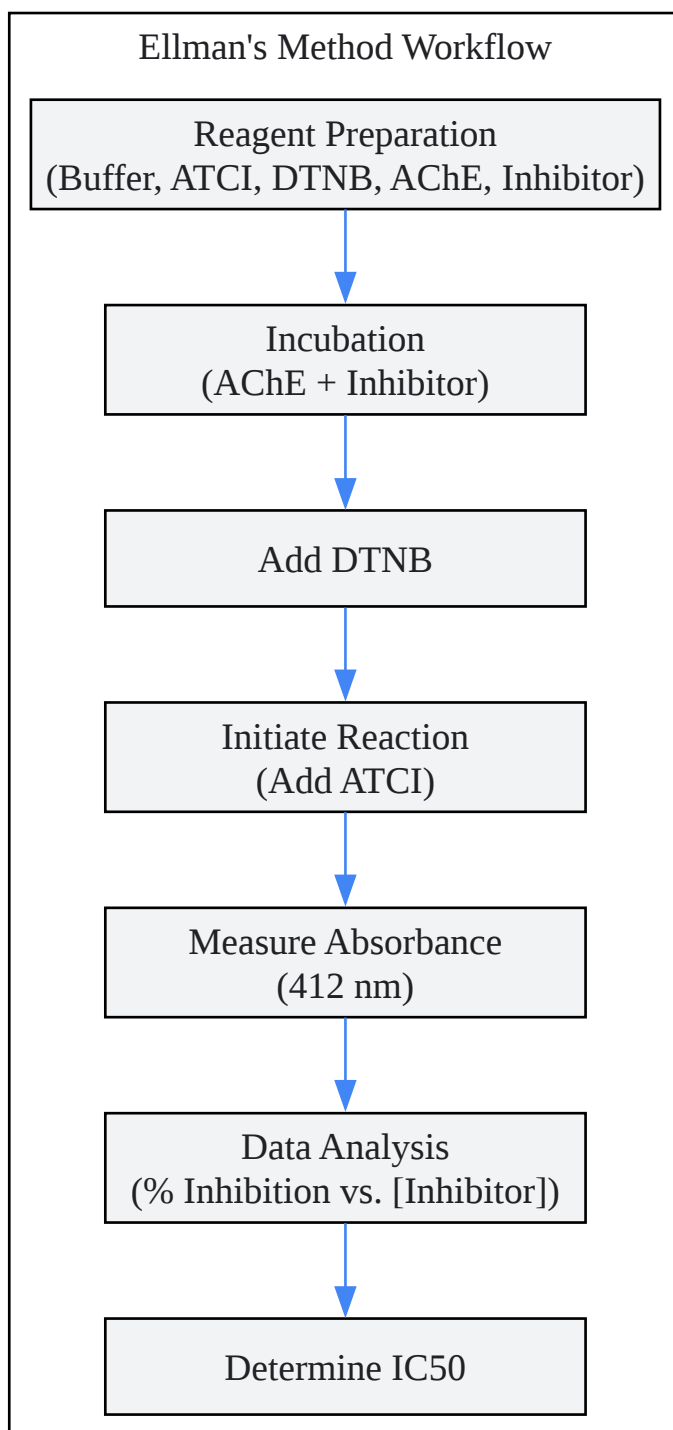 Ellman's Method Workflow
Reagent Preparation
(Buffer, ATCI, DTNB, AChE, Inhibitor)
Incubation
(AChE + Inhibitor)
Add DTNB
Initiate Reaction
(Add ATCI)
Measure Absorbance
(412 nm)
Data Analysis
(% Inhibition vs. [Inhibitor])
Determine IC50